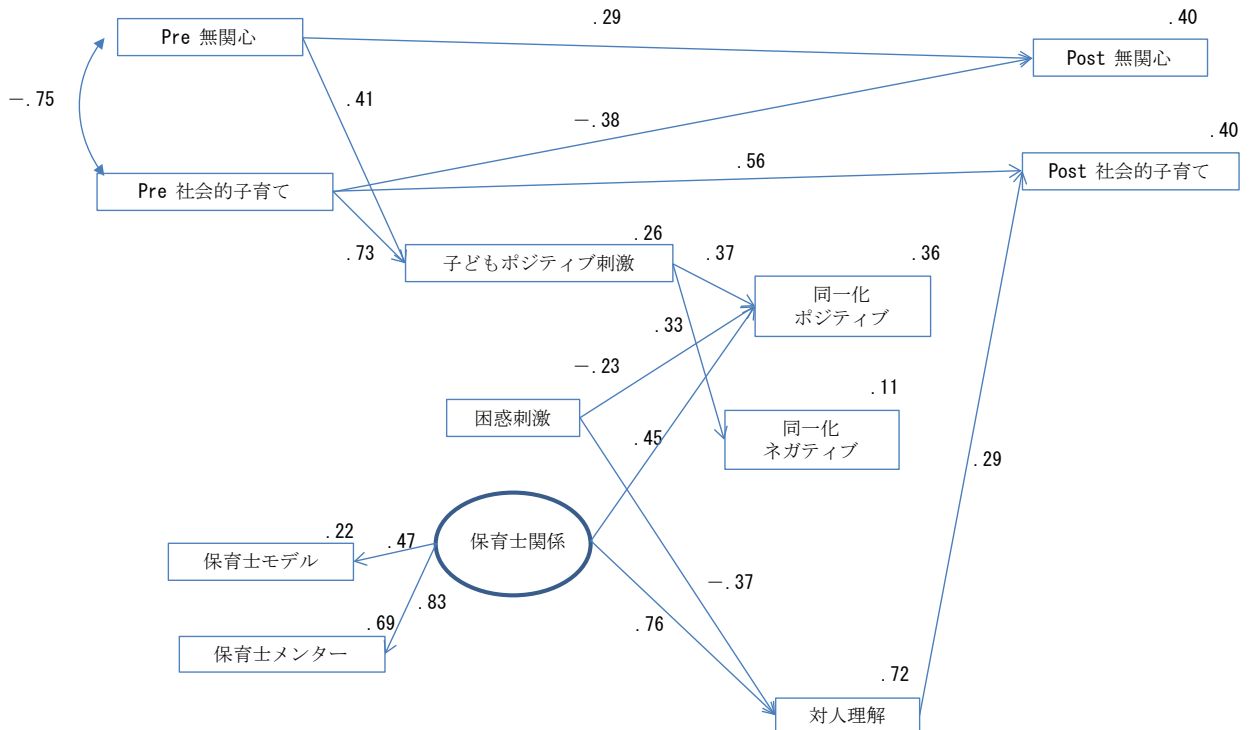 .29
.40
Pre 無関心
Post 無関心
－.75
.41
－.38
.40
.56
Pre 社会的子育て
Post 社会的子育て
.73
.26
子どもポジティブ刺激
.37
.36
同一化
ポジティブ
.33
－.23
.11
困惑刺激
.45
同一化
ネガティブ
.29
.22
.47
保育士関係
保育士モデル
－.37
.83
.69
.76
保育士メンター
.72
対人理解